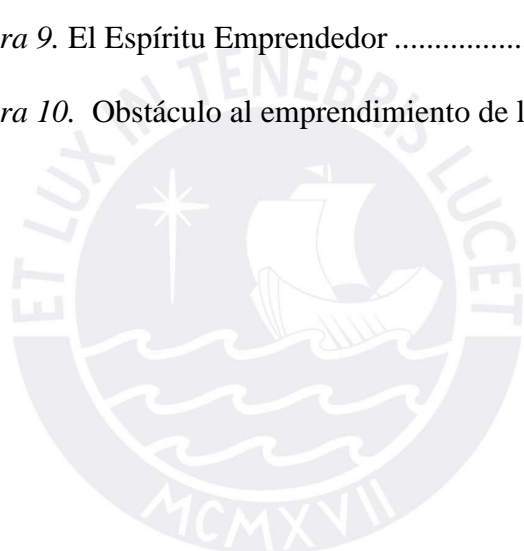 ra 9. El Espíritu Emprendedor ................
ra 10. Obstáculo al emprendimiento de l
ET LUX IN TENEBRIS LUCET
MCMXVII